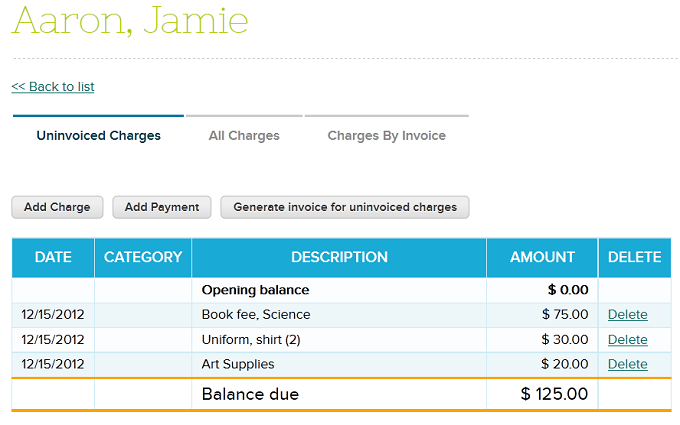 Aaron, Jamie
<< Back to list
Uninvoiced Charges All Charges Charges By Invoice
Add Charge Add Payment Generate invoice for uninvoiced charges
DATE CATEGORY DESCRIPTION AMOUNT DELETE
Opening balance $ 0.00
12/15/2012 Book fee, Science $ 75.00 Delete
12/15/2012 Uniform, shirt (2) $ 30.00 Delete
12/15/2012 Art Supplies $ 20.00 Delete
Balance due $ 125.00